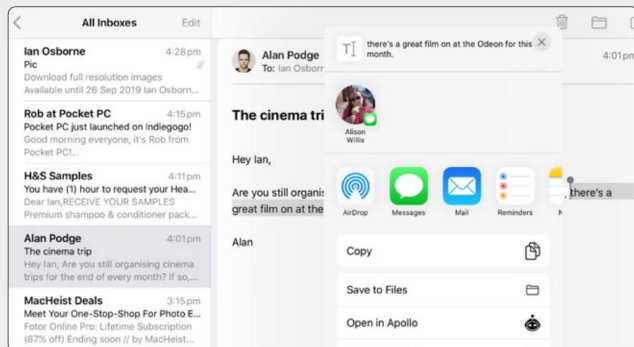 All Inboxes
Edit
Ian Osborne
4:28pm
Pic
Download full resolution images
Available until 26 Sep 2019 Ian Osborn...
Rob at Pocket PC
4:15pm
Pocket PC just launched on Indiegogo!
Good morning everyone, it's Rob from
Pocket PC!...
H&S Samples
4:11pm
You have (1) hour to request your Hea...
Dear Ian,RECEIVE YOUR SAMPLES
Premium shampoo & conditioner pack...
Alan Podge
4:01pm
The cinema trip
Hey Ian, Are you still organising cinema
trips for the end of every month? If so,...
MacHeist Deals
3:15pm
Meet Your One-Stop-Shop For Photo E...
Fotor Online Pro: Lifetime Subscription
(87% off) Ending soon // by MacHeist...
Alan Podge
To: Ian Osborn
4:01pm
The cinema tri
Hey Ian,
Are you still organis
, there's a
great film on at the
Alan
there's a great film on at the Odeon for this
month.
Alison
Willis
AirDrop
Messages
Mail
Reminders
N
Copy
Save to Files
Open in Apollo